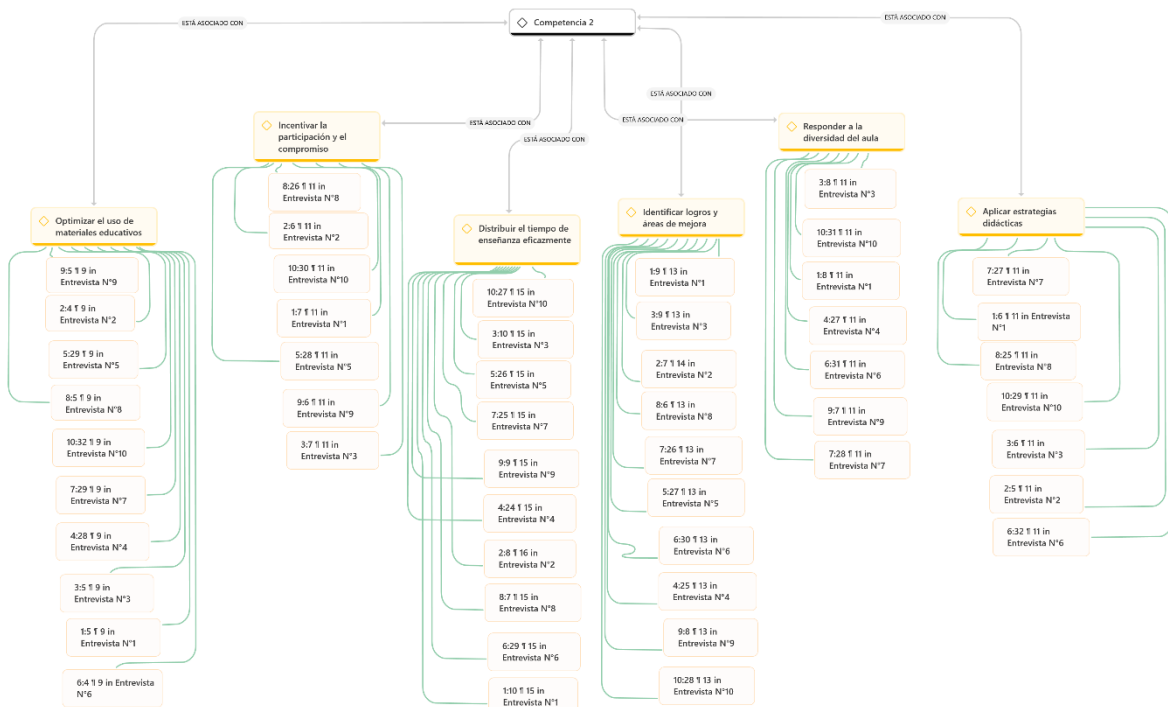 Competencia 2
ESTÁ ASOCIADO CON
ESTÁ ASOCIADO CON
ESTÁ ASOCIADO CON
ESTÁ ASOCIADO CON
ESTÁ ASOCIADO CON
ESTÁ ASOCIADO CON
Optimizar el uso de
materiales educativos
9:5 ¶ 9 in
Entrevista N°9
2:4 ¶ 9 in
Entrevista N°2
5:29 ¶ 9 in
Entrevista N°5
8:5 ¶ 9 in
Entrevista N°8
10:32 ¶ 9 in
Entrevista N°10
7:29 ¶ 9 in
Entrevista N°7
4:28 ¶ 9 in
Entrevista N°4
3:5 ¶ 9 in
Entrevista N°3
1:5 ¶ 9 in
Entrevista N°1
6:4 ¶ 9 in Entrevista
N°6
Incentivar la
participación y el
compromiso
8:26 ¶ 11 in
Entrevista N°8
2:6 ¶ 11 in
Entrevista N°2
10:30 ¶ 11 in
Entrevista N°10
1:7 ¶ 11 in
Entrevista N°1
5:28 ¶ 11 in
Entrevista N°5
9:6 ¶ 11 in
Entrevista N°9
3:7 ¶ 11 in
Entrevista N°3
Distribuir el tiempo de
enseñanza eficazmente
10:27 ¶ 15 in
Entrevista N°10
3:10 ¶ 15 in
Entrevista N°3
5:26 ¶ 15 in
Entrevista N°5
7:25 ¶ 15 in
Entrevista N°7
9:9 ¶ 15 in
Entrevista N°9
4:24 ¶ 15 in
Entrevista N°4
2:8 ¶ 16 in
Entrevista N°2
8:7 ¶ 15 in
Entrevista N°8
6:29 ¶ 15 in
Entrevista N°6
1:10 ¶ 15 in
Entrevista N°1
Identificar logros y
áreas de mejora
1:9 ¶ 13 in
Entrevista N°1
3:9 ¶ 13 in
Entrevista N°3
2:7 ¶ 14 in
Entrevista N°2
8:6 ¶ 13 in
Entrevista N°8
7:26 ¶ 13 in
Entrevista N°7
5:27 ¶ 13 in
Entrevista N°5
6:30 ¶ 13 in
Entrevista N°6
4:25 ¶ 13 in
Entrevista N°4
9:8 ¶ 13 in
Entrevista N°9
10:28 ¶ 13 in
Entrevista N°10
Responder a la
diversidad del aula
3:8 ¶ 11 in
Entrevista N°3
10:31 ¶ 11 in
Entrevista N°10
1:8 ¶ 11 in
Entrevista N°1
4:27 ¶ 11 in
Entrevista N°4
6:31 ¶ 11 in
Entrevista N°6
9:7 ¶ 11 in
Entrevista N°9
7:28 ¶ 11 in
Entrevista N°7
Aplicar estrategias
didácticas
7:27 ¶ 11 in
Entrevista N°7
1:6 ¶ 11 in Entrevista
N°1
8:25 ¶ 11 in
Entrevista N°8
10:29 ¶ 11 in
Entrevista N°10
3:6 ¶ 11 in
Entrevista N°3
2:5 ¶ 11 in
Entrevista N°2
6:32 ¶ 11 in
Entrevista N°6